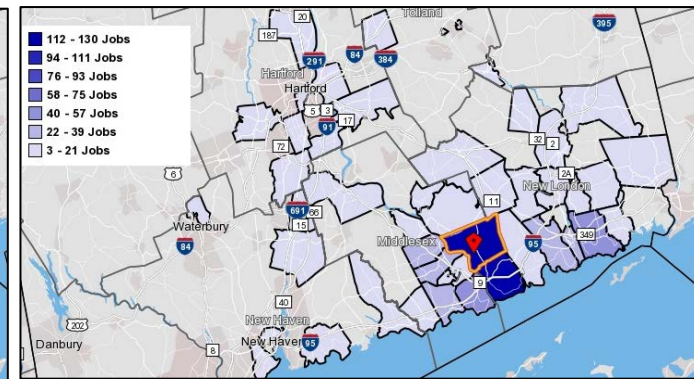 112 - 130 Jobs
94 - 111 Jobs
76 - 93 Jobs
58 - 75 Jobs
40 - 57 Jobs
22 - 39 Jobs
3 - 21 Jobs
Tolland
20
187
395
84
291
384
Hartford
Hartford
5
3
17
91
72
32
2
6
2A
New London
11
691
66
15
Waterbury
Middlesex
349
95
84
9
40
202
New Haven
Danbury
8
New Haven
95